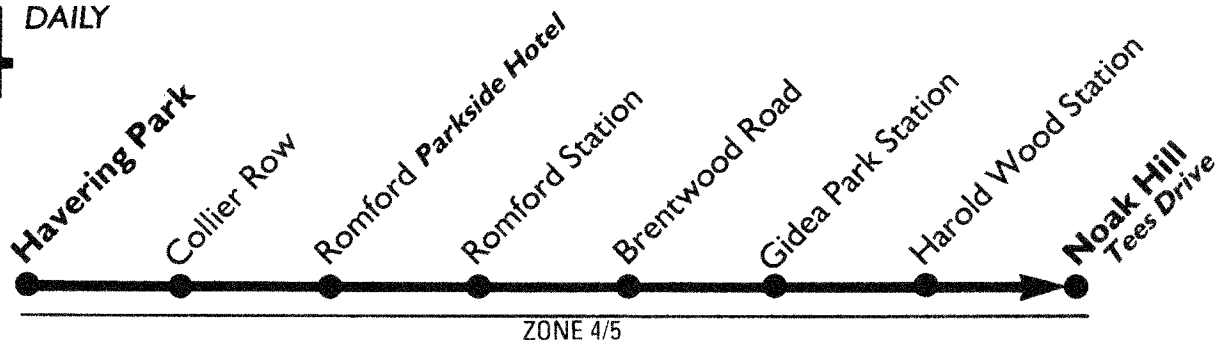 DAILY
Havering Park
Collier Row
Romford Parkside Hotel
Romford Station
Brentwood Road
Gidea Park Station
Harold Wood Station
Noak Hill
Tees Drive
ZONE 4/5